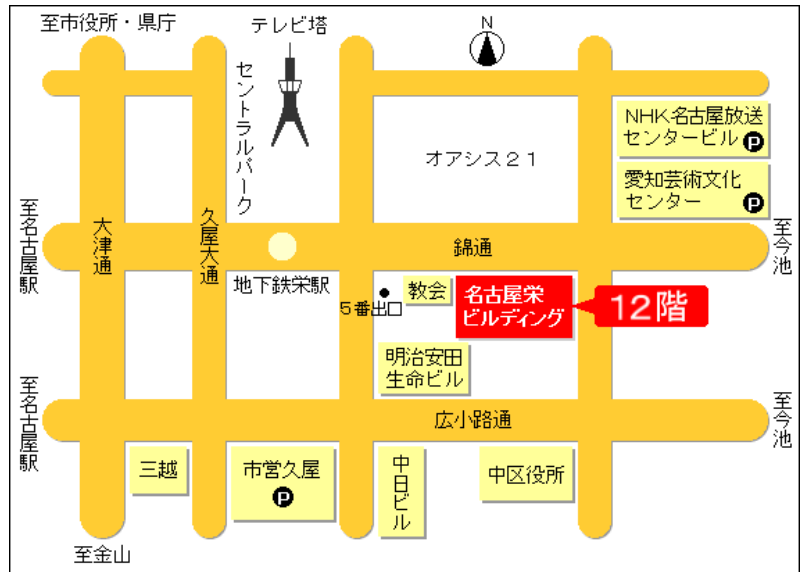 至市役所・県庁
テレビ塔
N
セントラルパーク
NHK名古屋放送
センタービル P
オアシス21
愛知芸術文化
センター P
至名古屋駅
大津通
久屋大通
錦通
至今池
地下鉄栄駅
5番出口
教会
名古屋栄
ビルディング
12階
明治安田
生命ビル
至名古屋駅
広小路通
至今池
三越
市営久屋
P
中日ビル
中区役所
至金山